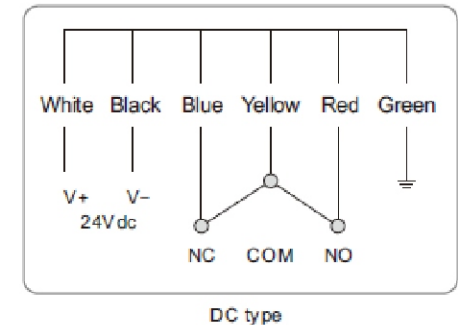 White Black Blue Yellow Red Green
V+ V−
24Vdc
NC COM NO
DC type